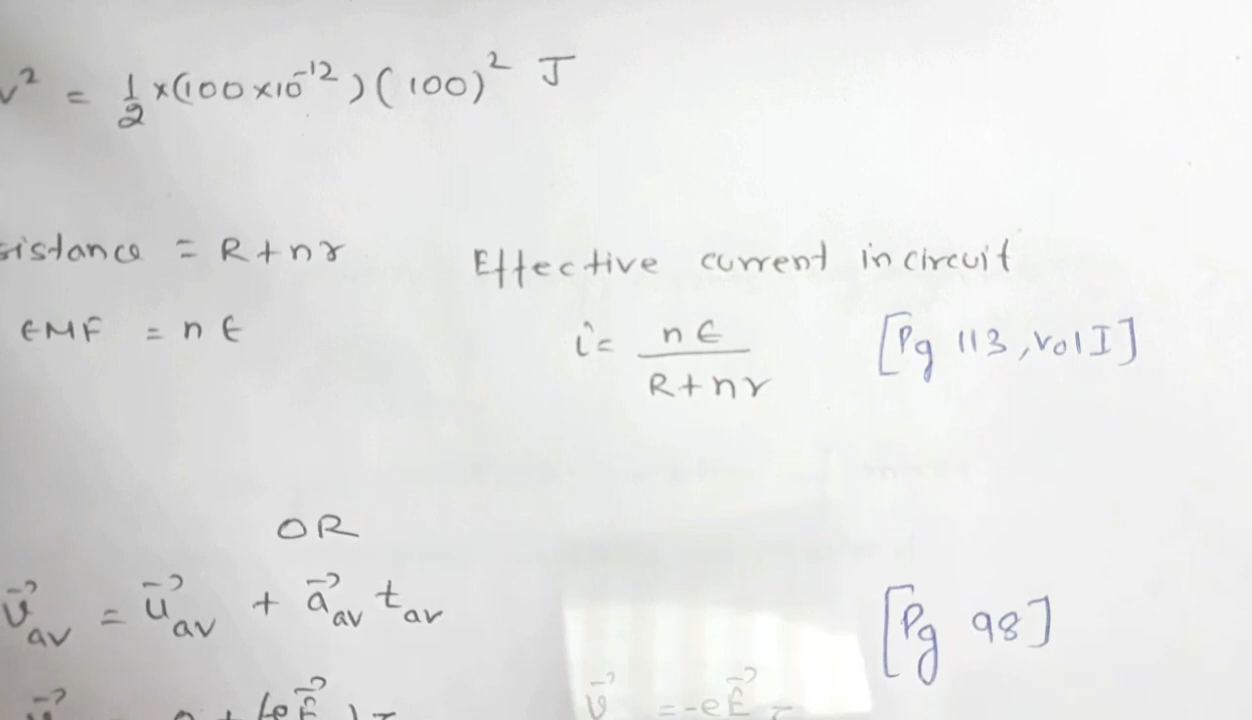 v² = 1/2 ×(100 ×10⁻¹²)(100)² J
sistance = R+nr Effective current in circuit
EMF = nϵ i = nϵ/(R+nr) [Pg 113, vol I]
OR
v⃗av = u⃗av + a⃗av tav [Pg 98]
v⃗ = -eE⃗